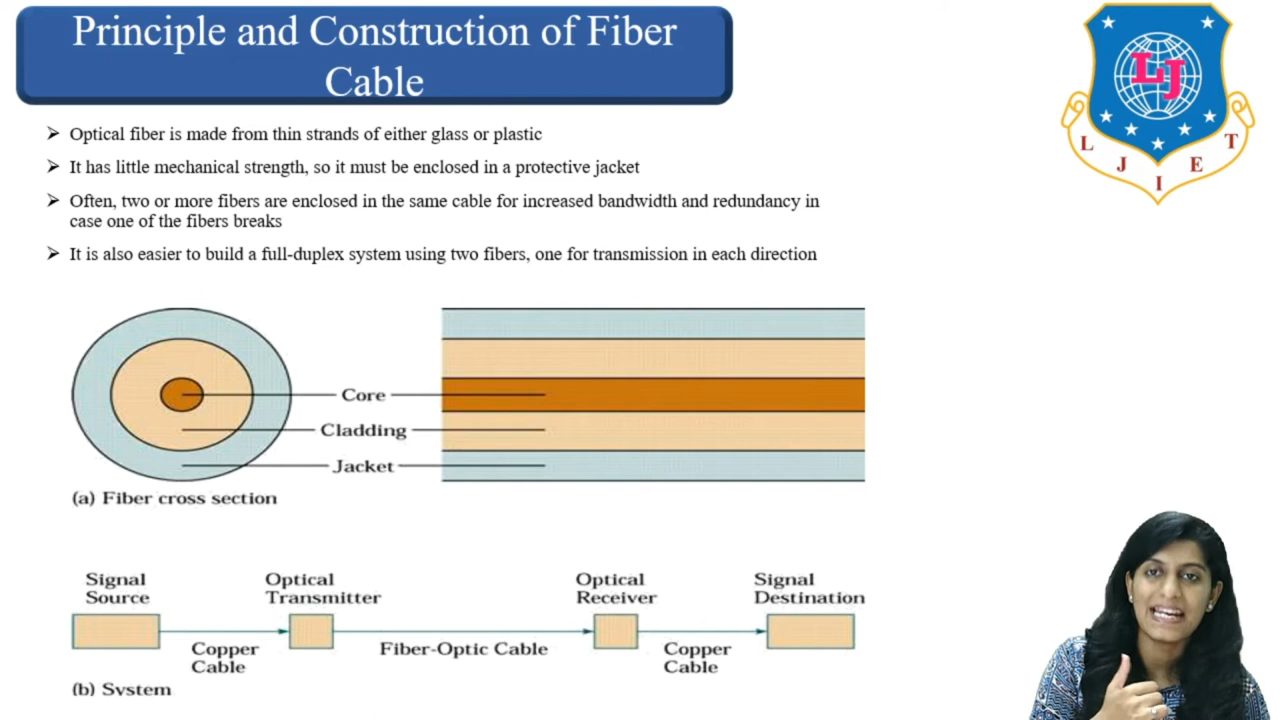 Principle and Construction of Fiber
Cable
➢ Optical fiber is made from thin strands of either glass or plastic
➢ It has little mechanical strength, so it must be enclosed in a protective jacket
➢ Often, two or more fibers are enclosed in the same cable for increased bandwidth and redundancy in
case one of the fibers breaks
➢ It is also easier to build a full-duplex system using two fibers, one for transmission in each direction
LJ
L J I E T
Core
Cladding
Jacket
(a) Fiber cross section
Signal
Source
Optical
Transmitter
Optical
Receiver
Signal
Destination
Copper
Cable
Fiber-Optic Cable
Copper
Cable
(b) System